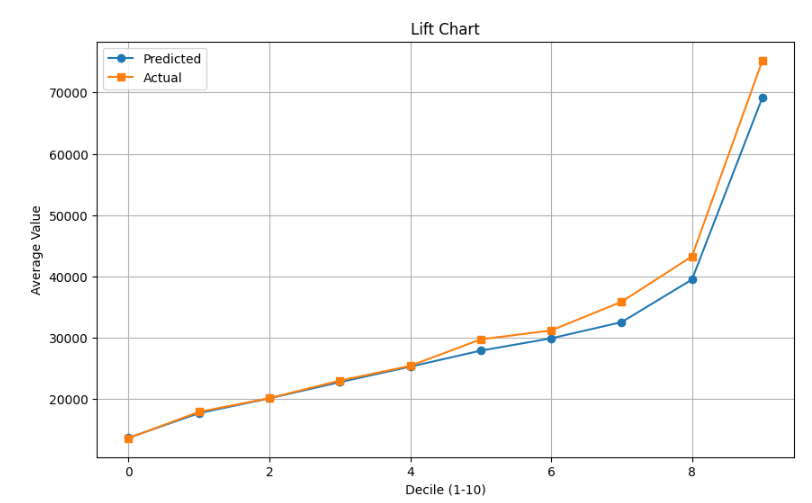 Lift Chart
Predicted
Actual
70000
60000
50000
40000
30000
20000
Average Value
0 2 4 6 8
Decile (1-10)